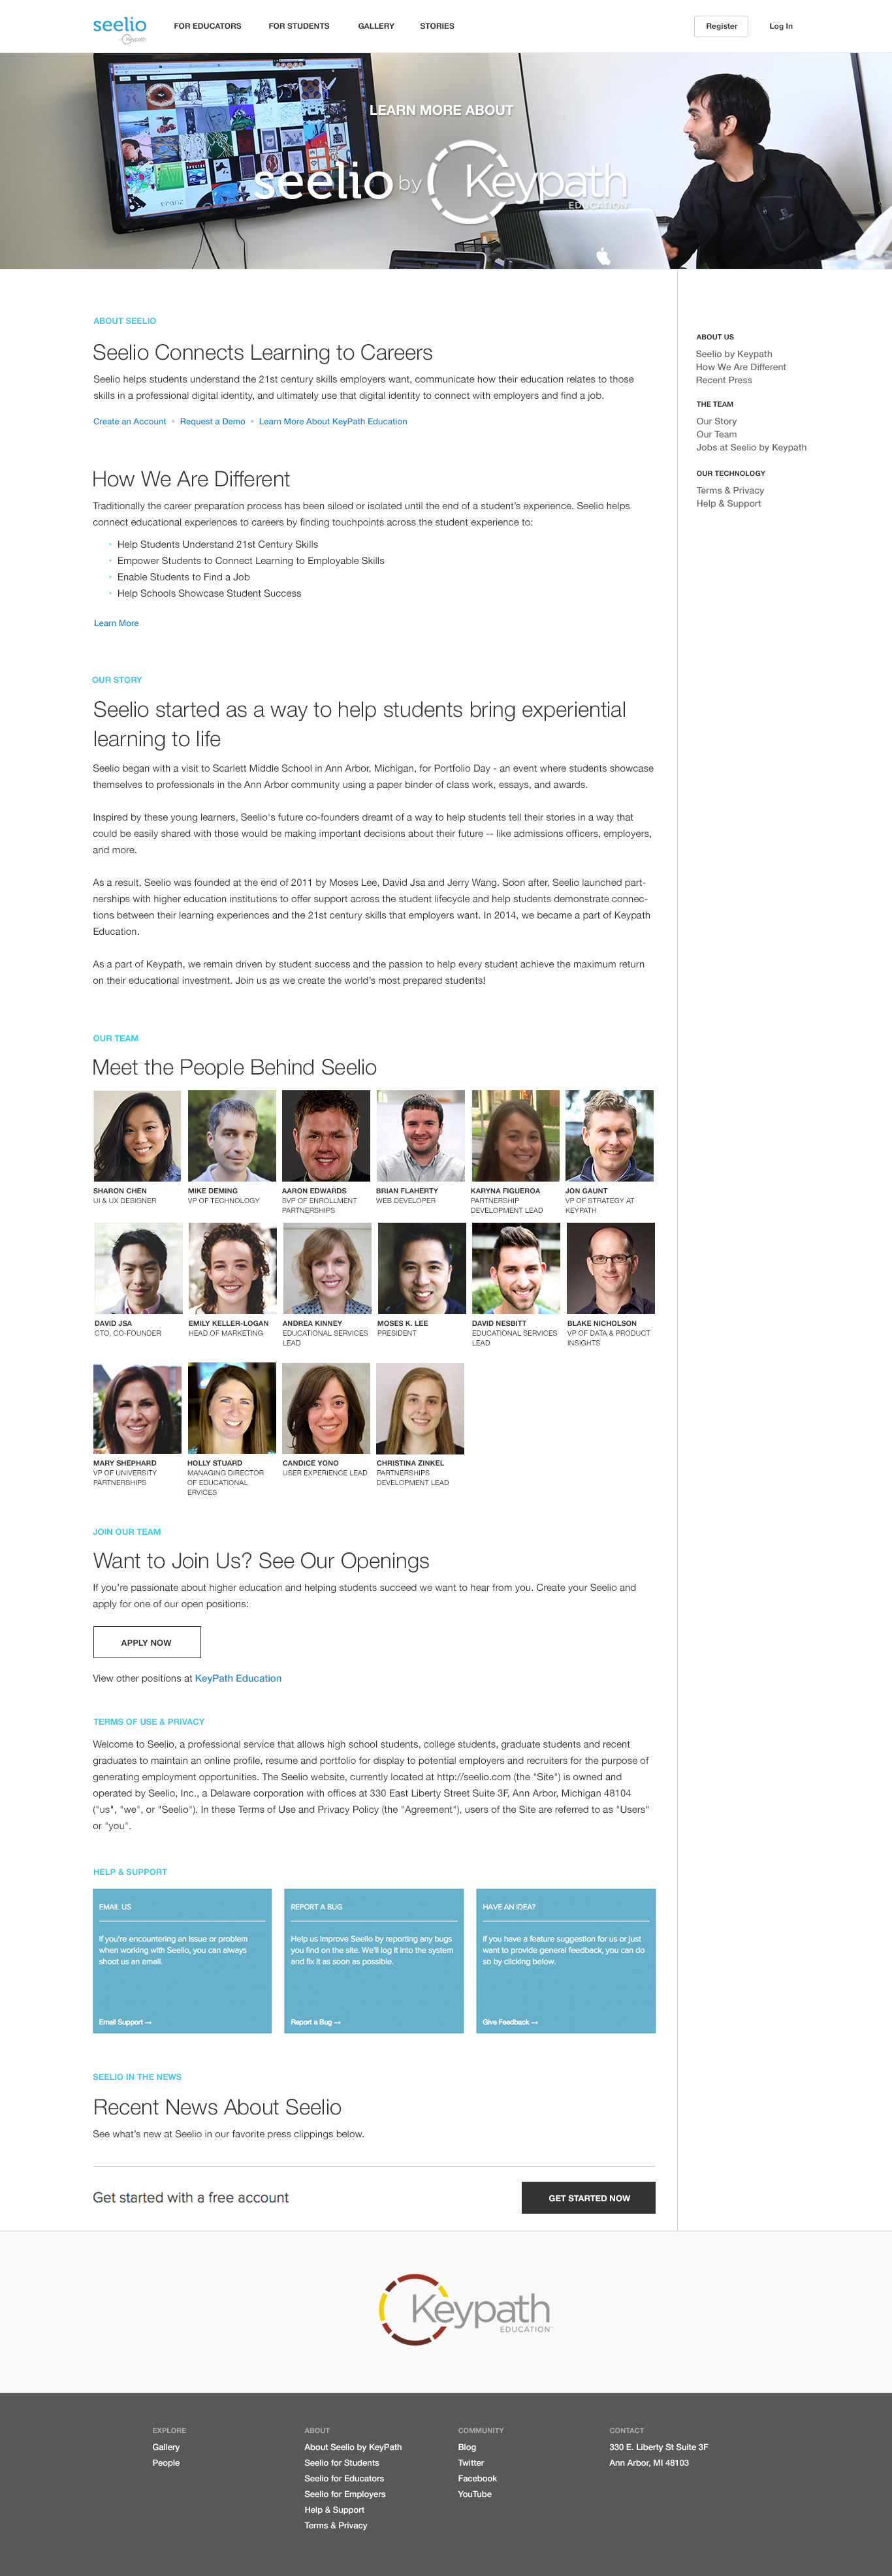 seelio
by Keypath
FOR EDUCATORS
FOR STUDENTS
GALLERY
STORIES
Register
Log In
LEARN MORE ABOUT
seelio by Keypath
EDUCATION
ABOUT SEELIO
Seelio Connects Learning to Careers
Seelio helps students understand the 21st century skills employers want, communicate how their education relates to those
skills in a professional digital identity, and ultimately use that digital identity to connect with employers and find a job.
Create an Account • Request a Demo • Learn More About KeyPath Education
How We Are Different
Traditionally the career preparation process has been siloed or isolated until the end of a student's experience. Seelio helps
connect educational experiences to careers by finding touchpoints across the student experience to:
• Help Students Understand 21st Century Skills
• Empower Students to Connect Learning to Employable Skills
• Enable Students to Find a Job
• Help Schools Showcase Student Success
Learn More
ABOUT US
Seelio by Keypath
How We Are Different
Recent Press
THE TEAM
Our Story
Our Team
Jobs at Seelio by Keypath
OUR TECHNOLOGY
Terms & Privacy
Help & Support
OUR STORY
Seelio started as a way to help students bring experiential
learning to life
Seelio began with a visit to Scarlett Middle School in Ann Arbor, Michigan, for Portfolio Day - an event where students showcase
themselves to professionals in the Ann Arbor community using a paper binder of class work, essays, and awards.
Inspired by these young learners, Seelio's future co-founders dreamt of a way to help students tell their stories in a way that
could be easily shared with those would be making important decisions about their future -- like admissions officers, employers,
and more.
As a result, Seelio was founded at the end of 2011 by Moses Lee, David Jsa and Jerry Wang. Soon after, Seelio launched part-
nerships with higher education institutions to offer support across the student lifecycle and help students demonstrate connec-
tions between their learning experiences and the 21st century skills that employers want. In 2014, we became a part of Keypath
Education.
As a part of Keypath, we remain driven by student success and the passion to help every student achieve the maximum return
on their educational investment. Join us as we create the world's most prepared students!
OUR TEAM
Meet the People Behind Seelio
SHARON CHEN
UI & UX DESIGNER
MIKE DEMING
VP OF TECHNOLOGY
AARON EDWARDS
SVP OF ENROLLMENT
PARTNERSHIPS
BRIAN FLAHERTY
WEB DEVELOPER
KARYNA FIGUEROA
PARTNERSHIP
DEVELOPMENT LEAD
JON GAUNT
VP OF STRATEGY AT
KEYPATH
DAVID JSA
CTO, CO-FOUNDER
EMILY KELLER-LOGAN
HEAD OF MARKETING
ANDREA KINNEY
EDUCATIONAL SERVICES
LEAD
MOSES K. LEE
PRESIDENT
DAVID NESBITT
EDUCATIONAL SERVICES
LEAD
BLAKE NICHOLSON
VP OF DATA & PRODUCT
INSIGHTS
MARY SHEPHARD
VP OF UNIVERSITY
PARTNERSHIPS
HOLLY STUARD
MANAGING DIRECTOR
OF EDUCATIONAL
ERVICES
CANDICE YONO
USER EXPERIENCE LEAD
CHRISTINA ZINKEL
PARTNERSHIPS
DEVELOPMENT LEAD
JOIN OUR TEAM
Want to Join Us? See Our Openings
If you're passionate about higher education and helping students succeed we want to hear from you. Create your Seelio and
apply for one of our open positions:
APPLY NOW
View other positions at KeyPath Education
TERMS OF USE & PRIVACY
Welcome to Seelio, a professional service that allows high school students, college students, graduate students and recent
graduates to maintain an online profile, resume and portfolio for display to potential employers and recruiters for the purpose of
generating employment opportunities. The Seelio website, currently located at http://seelio.com (the "Site") is owned and
operated by Seelio, Inc., a Delaware corporation with offices at 330 East Liberty Street Suite 3F, Ann Arbor, Michigan 48104
("us", "we", or "Seelio"). In these Terms of Use and Privacy Policy (the "Agreement"), users of the Site are referred to as "Users"
or "you".
HELP & SUPPORT
EMAIL US
If you're encountering an issue or problem
when working with Seelio, you can always
shoot us an email.
Email Support →
REPORT A BUG
Help us improve Seelio by reporting any bugs
you find on the site. We'll log it into the system
and fix it as soon as possible.
Report a Bug →
HAVE AN IDEA?
If you have a feature suggestion for us or just
want to provide general feedback, you can do
so by clicking below.
Give Feedback →
SEELIO IN THE NEWS
Recent News About Seelio
See what's new at Seelio in our favorite press clippings below.
Get started with a free account
GET STARTED NOW
Keypath
EDUCATION
EXPLORE
Gallery
People
ABOUT
About Seelio by KeyPath
Seelio for Students
Seelio for Educators
Seelio for Employers
Help & Support
Terms & Privacy
COMMUNITY
Blog
Twitter
Facebook
YouTube
CONTACT
330 E. Liberty St Suite 3F
Ann Arbor, MI 48103